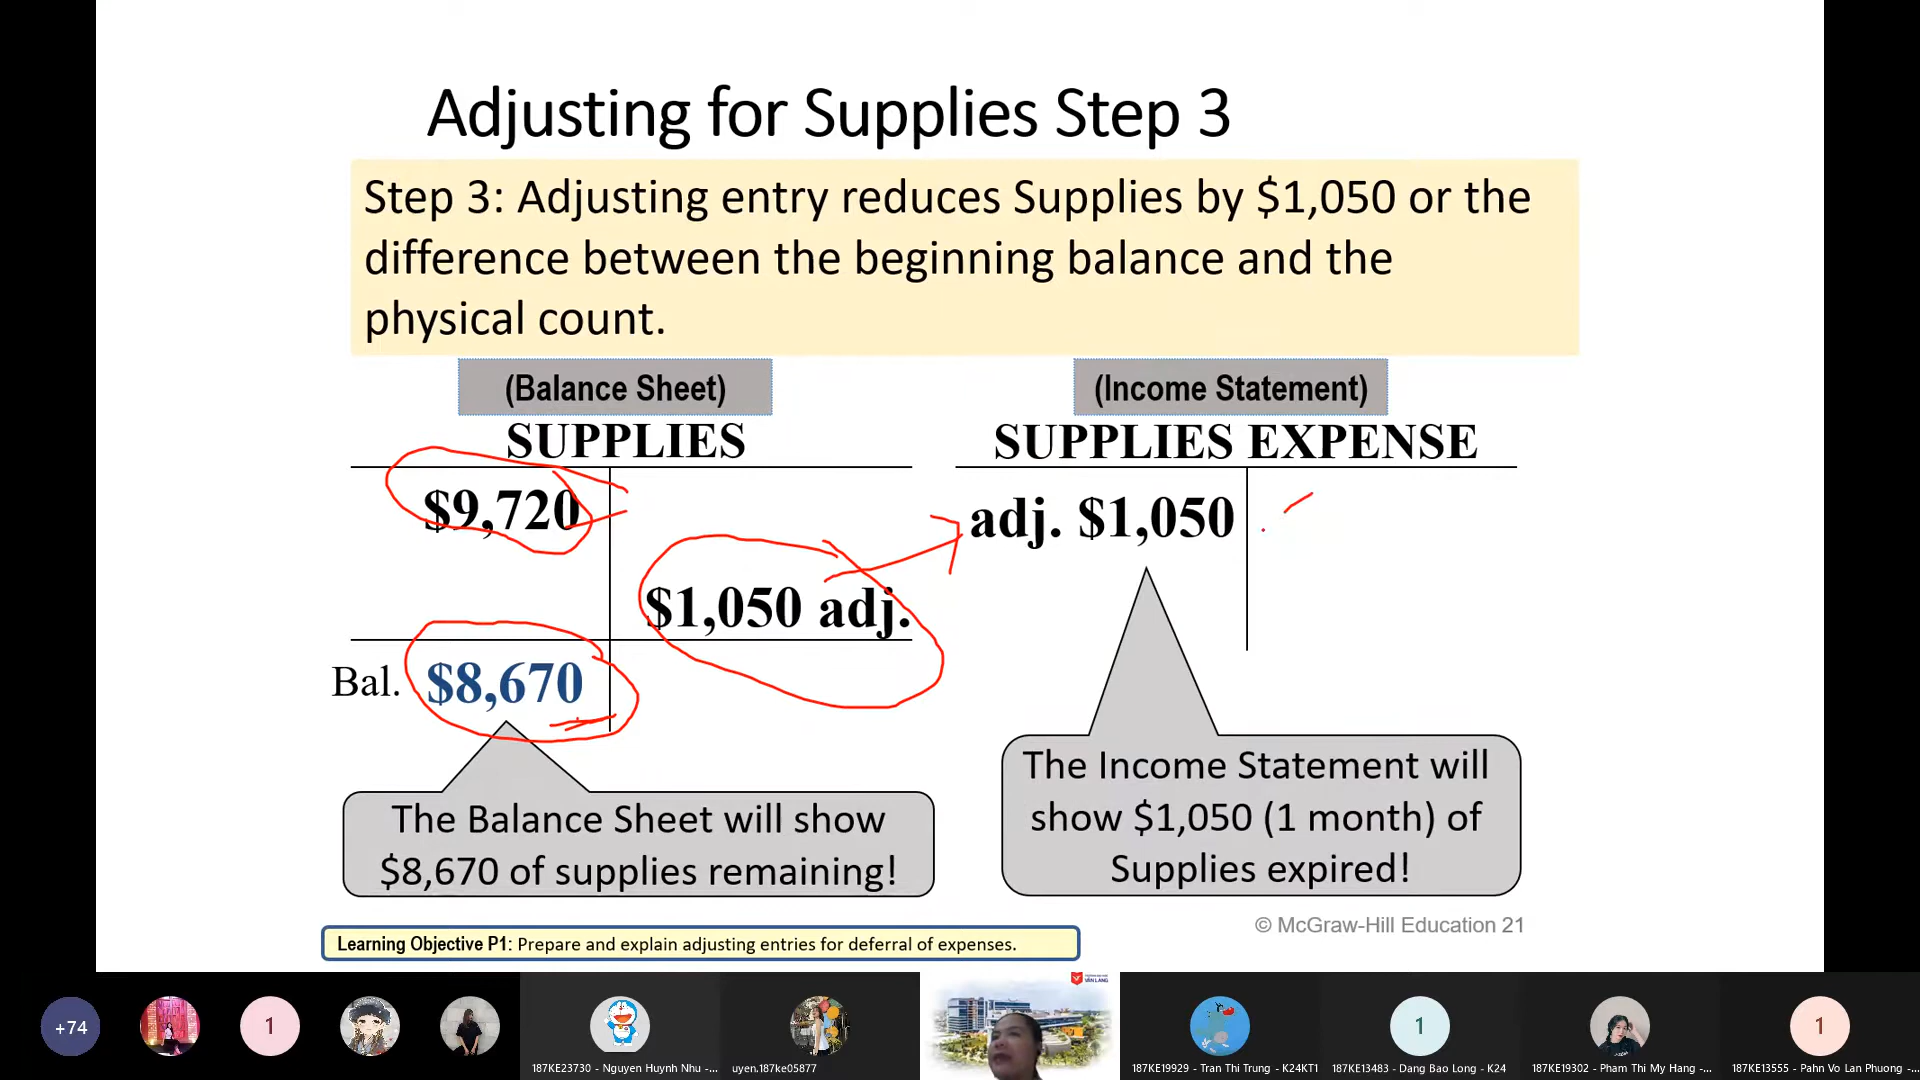 Adjusting for Supplies Step 3
Step 3: Adjusting entry reduces Supplies by $1,050 or the
difference between the beginning balance and the
physical count.
(Balance Sheet)
(Income Statement)
SUPPLIES
SUPPLIES EXPENSE
$9,720
adj. $1,050
$1,050 adj.
Bal. $8,670
The Balance Sheet will show
$8,670 of supplies remaining!
The Income Statement will
show $1,050 (1 month) of
Supplies expired!
© McGraw-Hill Education 21
Learning Objective P1: Prepare and explain adjusting entries for deferral of expenses.
VĂN LANG
+74
1
1
1
187KE23730 - Nguyen Huynh Nhu -...
uyen.187ke05877
187KE19929 - Tran Thi Trung - K24KT1
187KE13483 - Dang Bao Long - K24
187KE19302 - Pham Thi My Hang -...
187KE13555 - Pahn Vo Lan Phuong -...